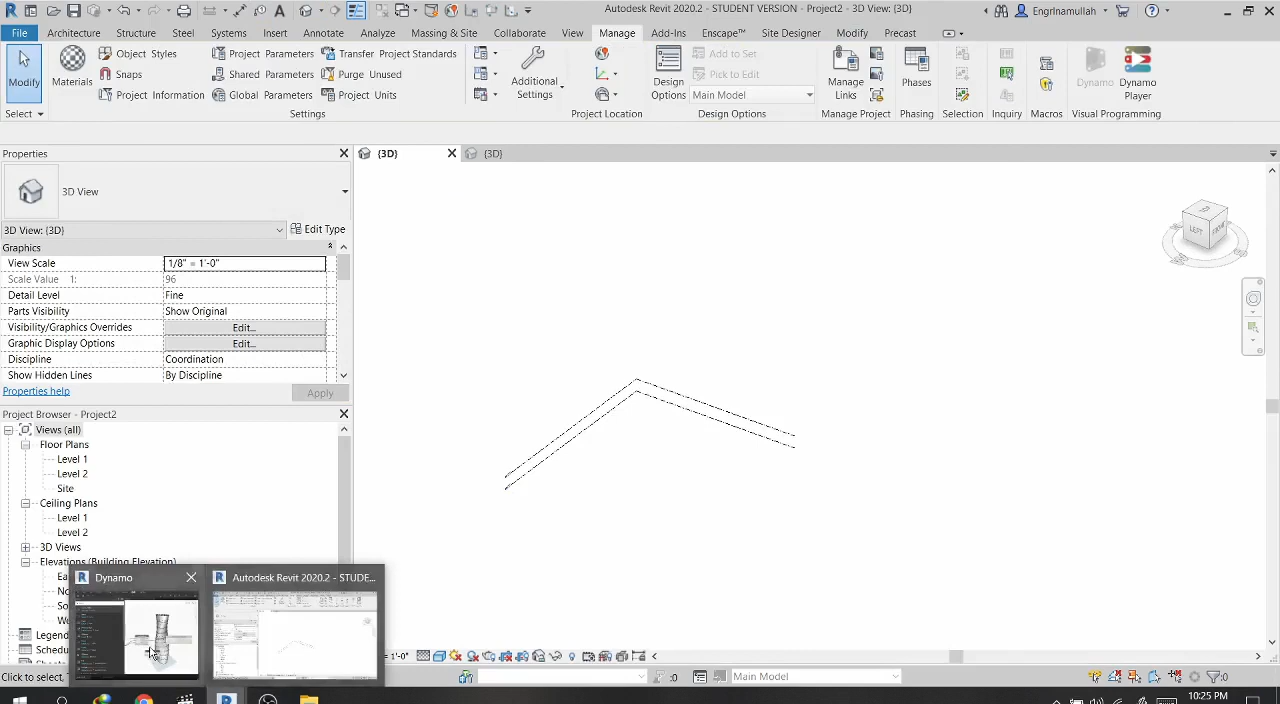 Autodesk Revit 2020.2 - STUDENT VERSION - Project2 - 3D View: {3D}
EngrInamullah
File
Architecture
Structure
Steel
Systems
Insert
Annotate
Analyze
Massing & Site
Collaborate
View
Manage
Add-Ins
Enscape™
Site Designer
Modify
Precast
Modify
Materials
Object Styles
Snaps
Project Information
Project Parameters
Shared Parameters
Global Parameters
Transfer Project Standards
Purge Unused
Project Units
Additional
Settings
Design
Options
Add to Set
Pick to Edit
Main Model
Manage
Links
Phases
Dynamo
Dynamo
Player
Select
Settings
Project Location
Design Options
Manage Project
Phasing
Selection
Inquiry
Macros
Visual Programming
Properties
{3D}
{3D}
3D View
3D View: {3D}
Edit Type
Graphics
View Scale
1/8" = 1'-0"
Scale Value 1:
96
Detail Level
Fine
Parts Visibility
Show Original
Visibility/Graphics Overrides
Edit...
Graphic Display Options
Edit...
Discipline
Coordination
Show Hidden Lines
By Discipline
Properties help
Apply
LEFT
Project Browser - Project2
Views (all)
Floor Plans
Level 1
Level 2
Site
Ceiling Plans
Level 1
Level 2
3D Views
Elevations (Building Elevation)
Dynamo
Autodesk Revit 2020.2 - STUDE...
Click to select
:0
Main Model
:0
10:25 PM